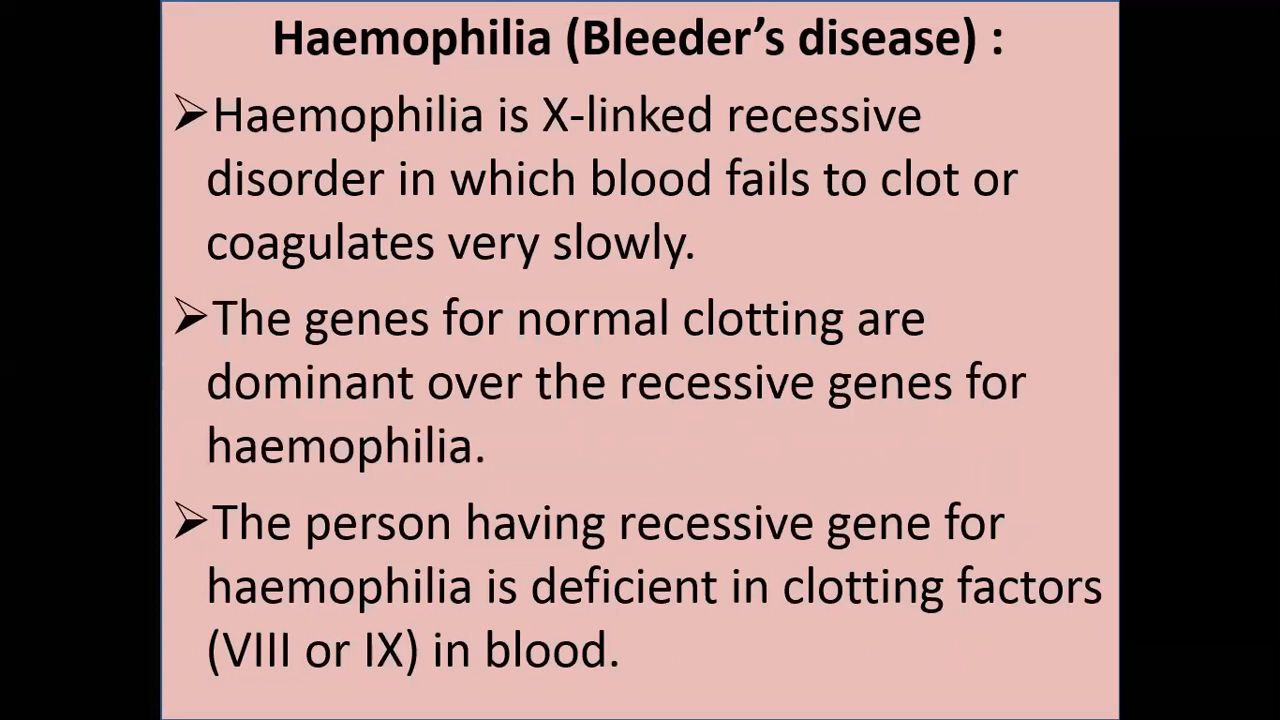 Haemophilia (Bleeder’s disease) :
➢Haemophilia is X-linked recessive
disorder in which blood fails to clot or
coagulates very slowly.
➢The genes for normal clotting are
dominant over the recessive genes for
haemophilia.
➢The person having recessive gene for
haemophilia is deficient in clotting factors
(VIII or IX) in blood.